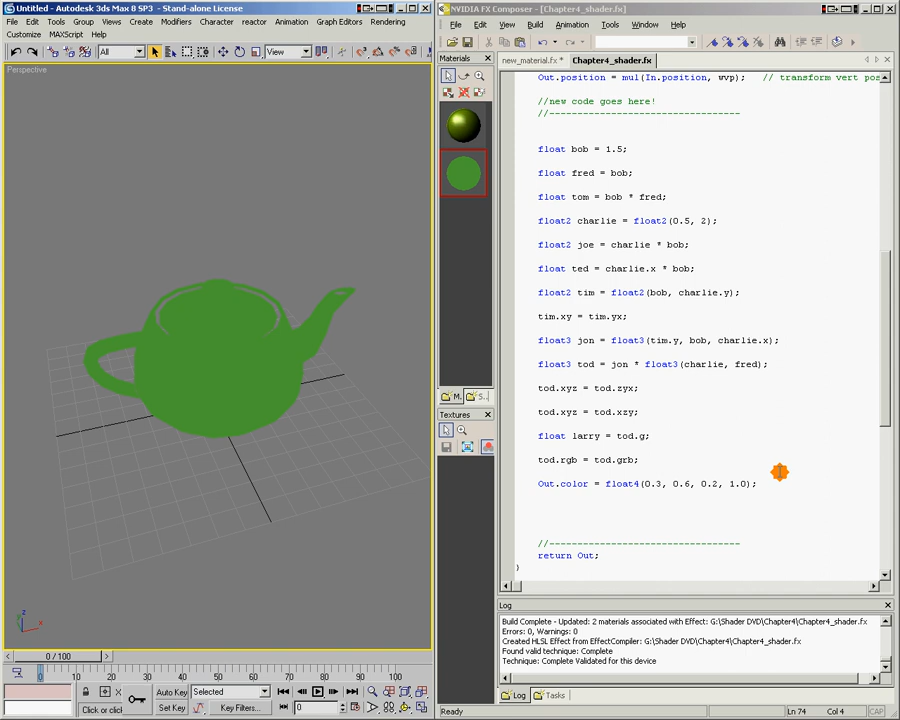 Untitled - Autodesk 3ds Max 8 SP3 - Stand-alone License
File Edit Tools Group Views Create Modifiers Character reactor Animation Graph Editors Rendering
Customize MAXScript Help
All
View
Perspective
z
x
0 / 100
0 10 20 30 40 50 60 70 80 90 100
Auto Key Selected
Click or clic Set Key Key Filters... 0
NVIDIA FX Composer - [Chapter4_shader.fx]
File Edit View Build Animation Tools Window Help
Materials
new_material.fx * Chapter4_shader.fx
M. S..
Textures
Out.position = mul(In.position, wvp); // transform vert pos
//new code goes here!
//---------------------------------
float bob = 1.5;
float fred = bob;
float tom = bob * fred;
float2 charlie = float2(0.5, 2);
float2 joe = charlie * bob;
float ted = charlie.x * bob;
float2 tim = float2(bob, charlie.y);
tim.xy = tim.yx;
float3 jon = float3(tim.y, bob, charlie.x);
float3 tod = jon * float3(charlie, fred);
tod.xyz = tod.zyx;
tod.xyz = tod.xzy;
float larry = tod.g;
tod.rgb = tod.grb;
Out.color = float4(0.3, 0.6, 0.2, 1.0);
//---------------------------------
return Out;
}
Log
Build Complete - Updated: 2 materials associated with Effect: G:\Shader DVD\Chapter4\Chapter4_shader.fx
Errors: 0, Warnings: 0
Created HLSL Effect from EffectCompiler: G:\Shader DVD\Chapter4\Chapter4_shader.fx
Found valid technique: Complete
Technique: Complete Validated for this device
Log Tasks
Ready Ln 74 Col 4 CAP